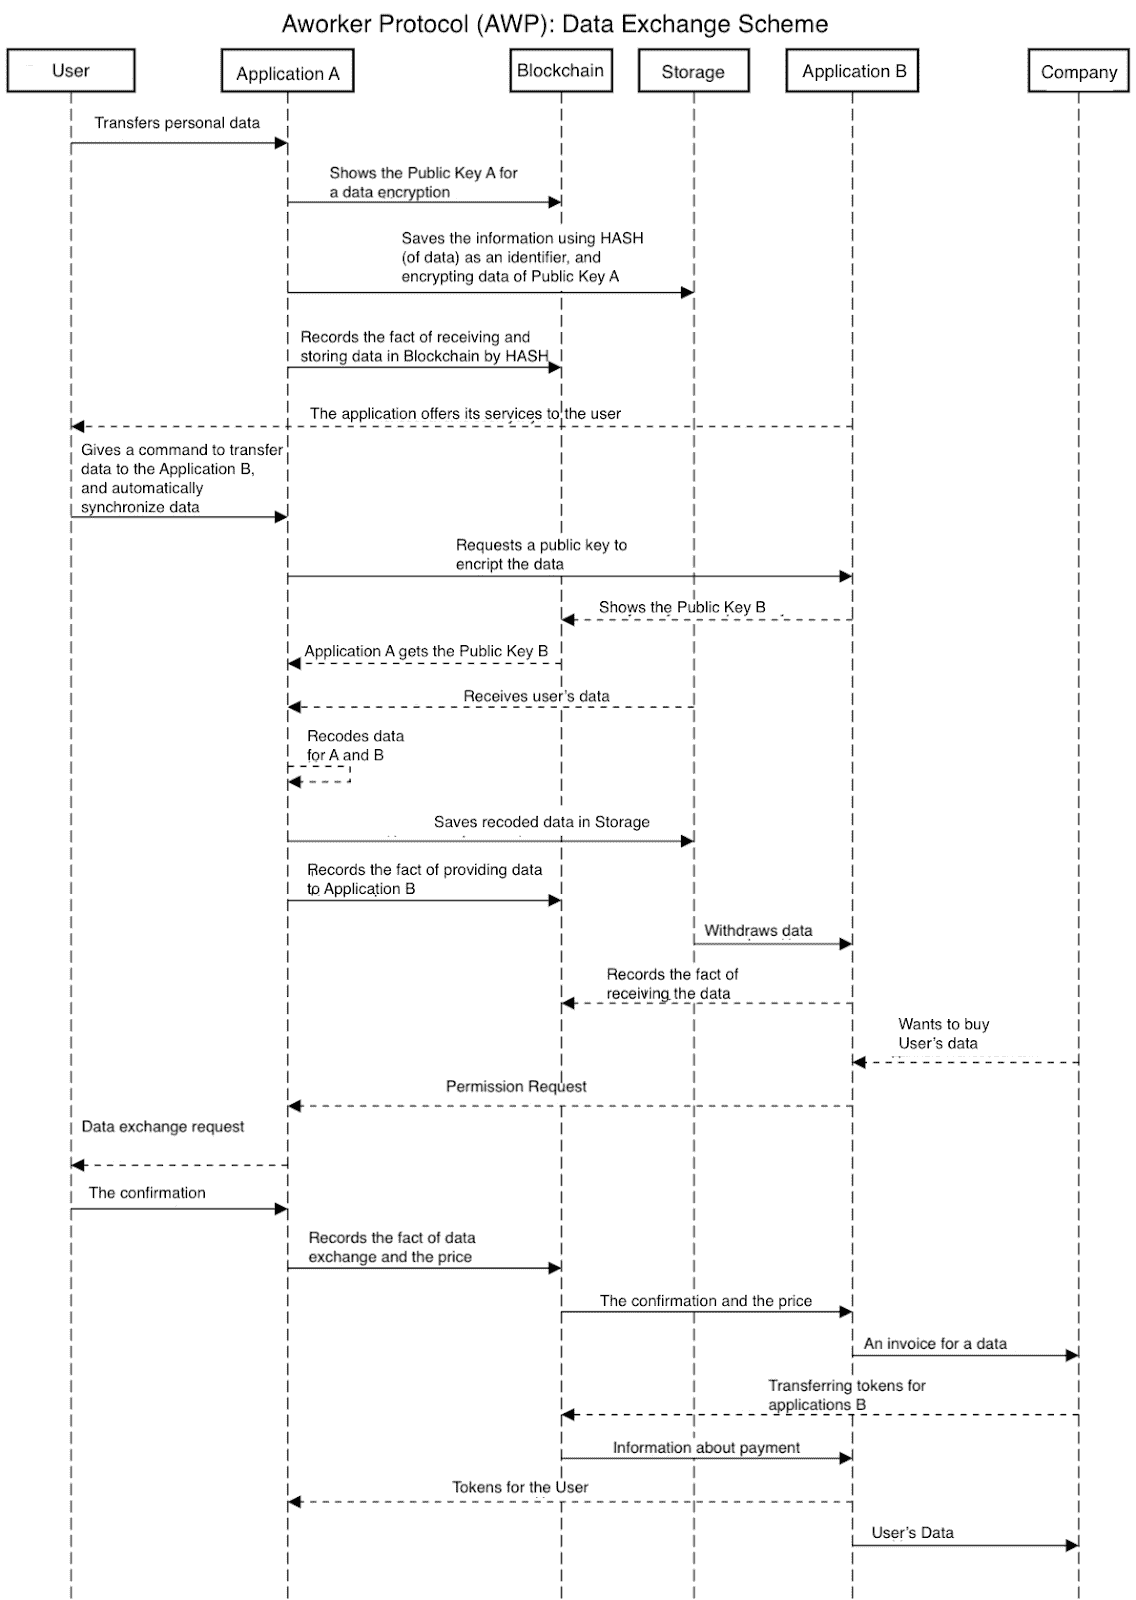 Aworker Protocol (AWP): Data Exchange Scheme
User
Application A
Blockchain
Storage
Application B
Company
Transfers personal data
Shows the Public Key A for
a data encryption
Saves the information using HASH
(of data) as an identifier, and
encrypting data of Public Key A
Records the fact of receiving and
storing data in Blockchain by HASH
The application offers its services to the user
Gives a command to transfer
data to the Application B,
and automatically
synchronize data
Requests a public key to
encript the data
Shows the Public Key B
Application A gets the Public Key B
Receives user's data
Recodes data
for A and B
Saves recoded data in Storage
Records the fact of providing data
to Application B
Withdraws data
Records the fact of
receiving the data
Wants to buy
User's data
Permission Request
Data exchange request
The confirmation
Records the fact of data
exchange and the price
The confirmation and the price
An invoice for a data
Transferring tokens for
applications B
Information about payment
Tokens for the User
User's Data